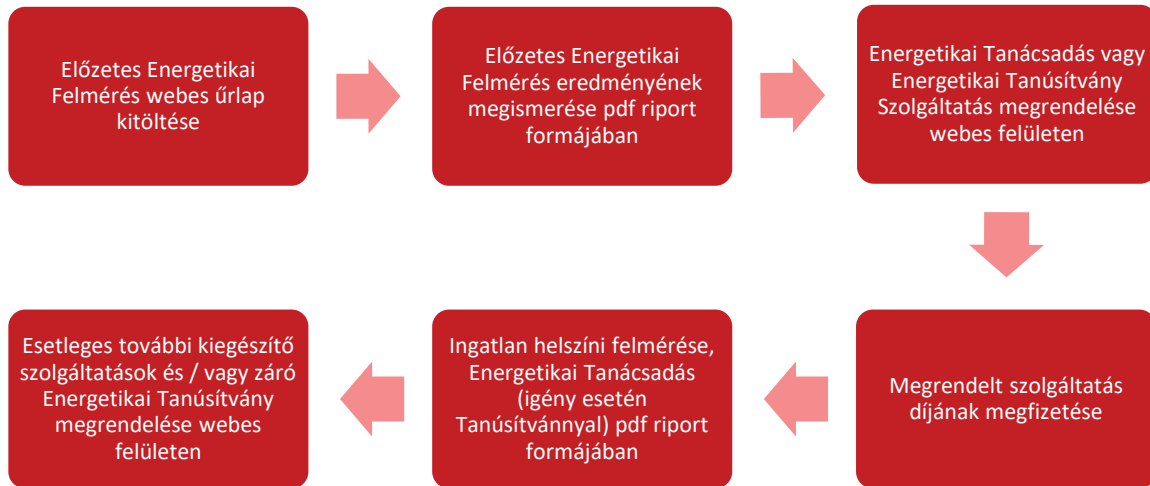 Előzetes Energetikai
Felmérés webes űrlap
kitöltése
Előzetes Energetikai
Felmérés eredményének
megismerése pdf riport
formájában
Energetikai Tanácsadás vagy
Energetikai Tanúsítvány
Szolgáltatás megrendelése
webes felületen
Megrendelt szolgáltatás
díjának megfizetése
Ingatlan helszíni felmérése,
Energetikai Tanácsadás
(igény esetén
Tanúsítvánnyal) pdf riport
formájában
Esetleges további kiegészítő
szolgáltatások és / vagy záró
Energetikai Tanúsítvány
megrendelése webes
felületen